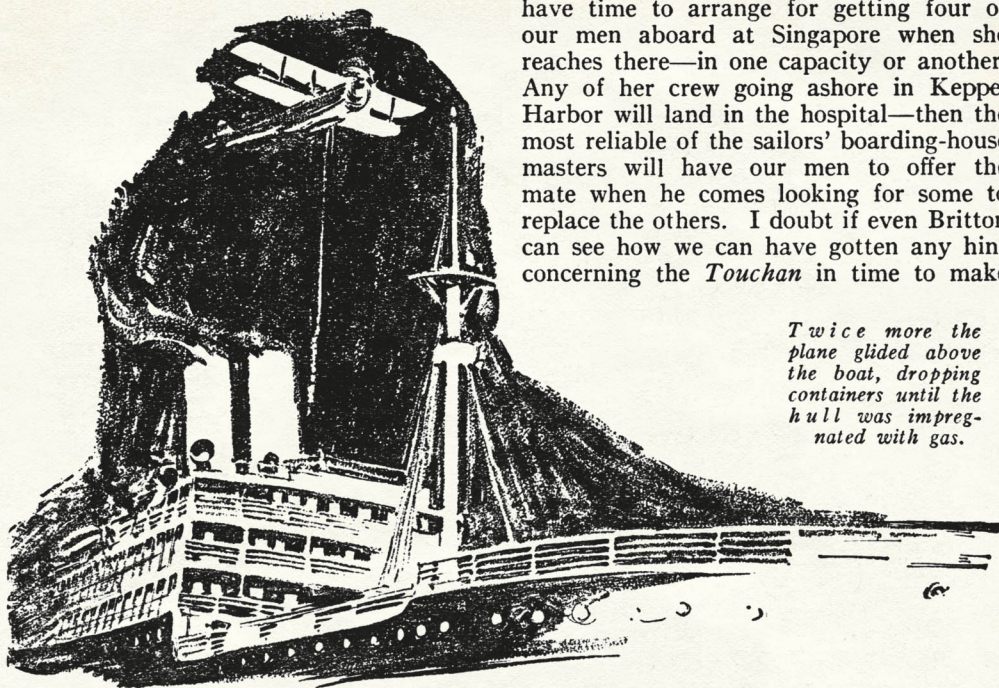 have time to arrange for getting four o
our men aboard at Singapore when she
reaches there—in one capacity or another
Any of her crew going ashore in Keppe
Harbor will land in the hospital—then the
most reliable of the sailors' boarding-house
masters will have our men to offer the
mate when he comes looking for some to
replace the others. I doubt if even Britton
can see how we can have gotten any hin
concerning the Touchan in time to make
Twice more the
plane glided above
the boat, dropping
containers until the
hull was impreg-
nated with gas.